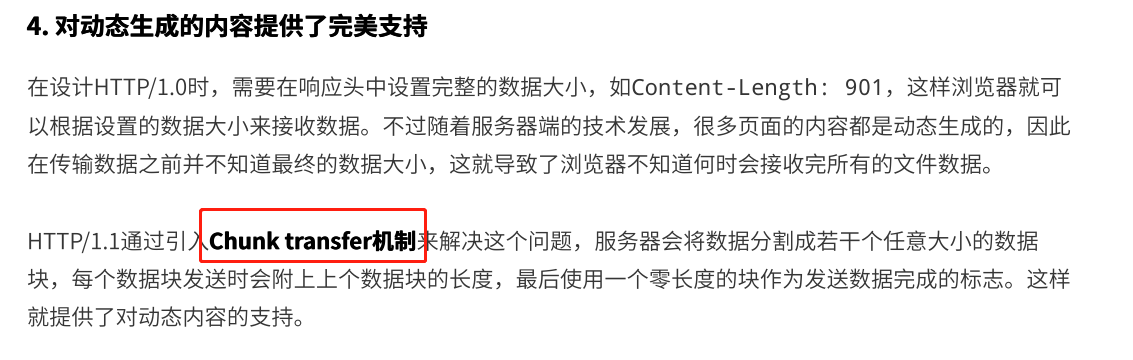 4. 对动态生成的内容提供了完美支持
在设计HTTP/1.0时，需要在响应头中设置完整的数据大小，如Content-Length: 901，这样浏览器就可
以根据设置的数据大小来接收数据。不过随着服务器端的技术发展，很多页面的内容都是动态生成的，因此
在传输数据之前并不知道最终的数据大小，这就导致了浏览器不知道何时会接收完所有的文件数据。
HTTP/1.1通过引入Chunk transfer机制来解决这个问题，服务器会将数据分割成若干个任意大小的数据
块，每个数据块发送时会附上上个数据块的长度，最后使用一个零长度的块作为发送数据完成的标志。这样
就提供了对动态内容的支持。